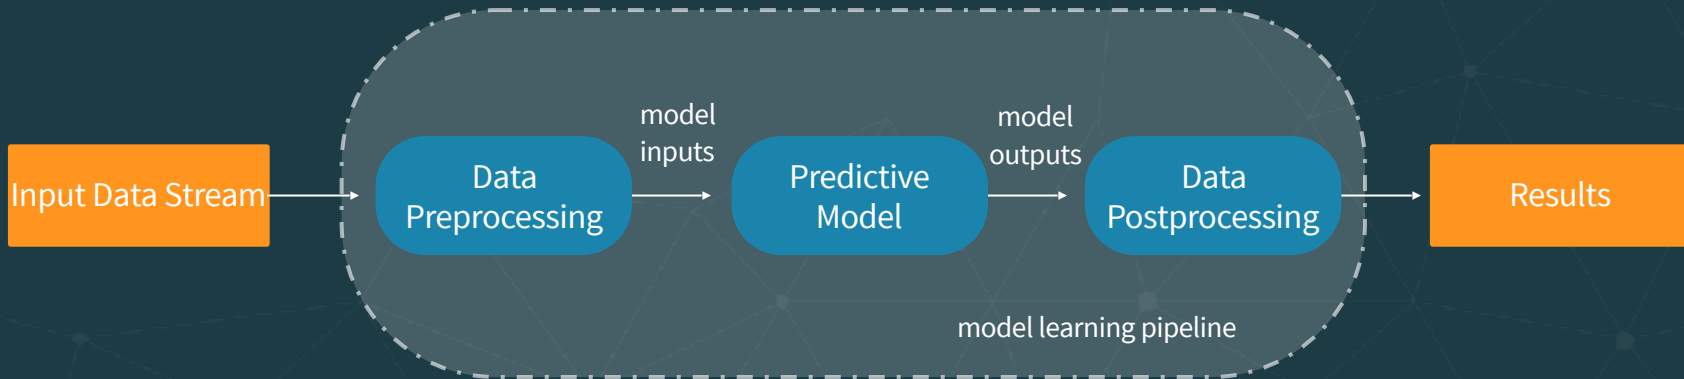 Input Data Stream
Data
Preprocessing
model
inputs
Predictive
Model
model
outputs
Data
Postprocessing
Results
model learning pipeline